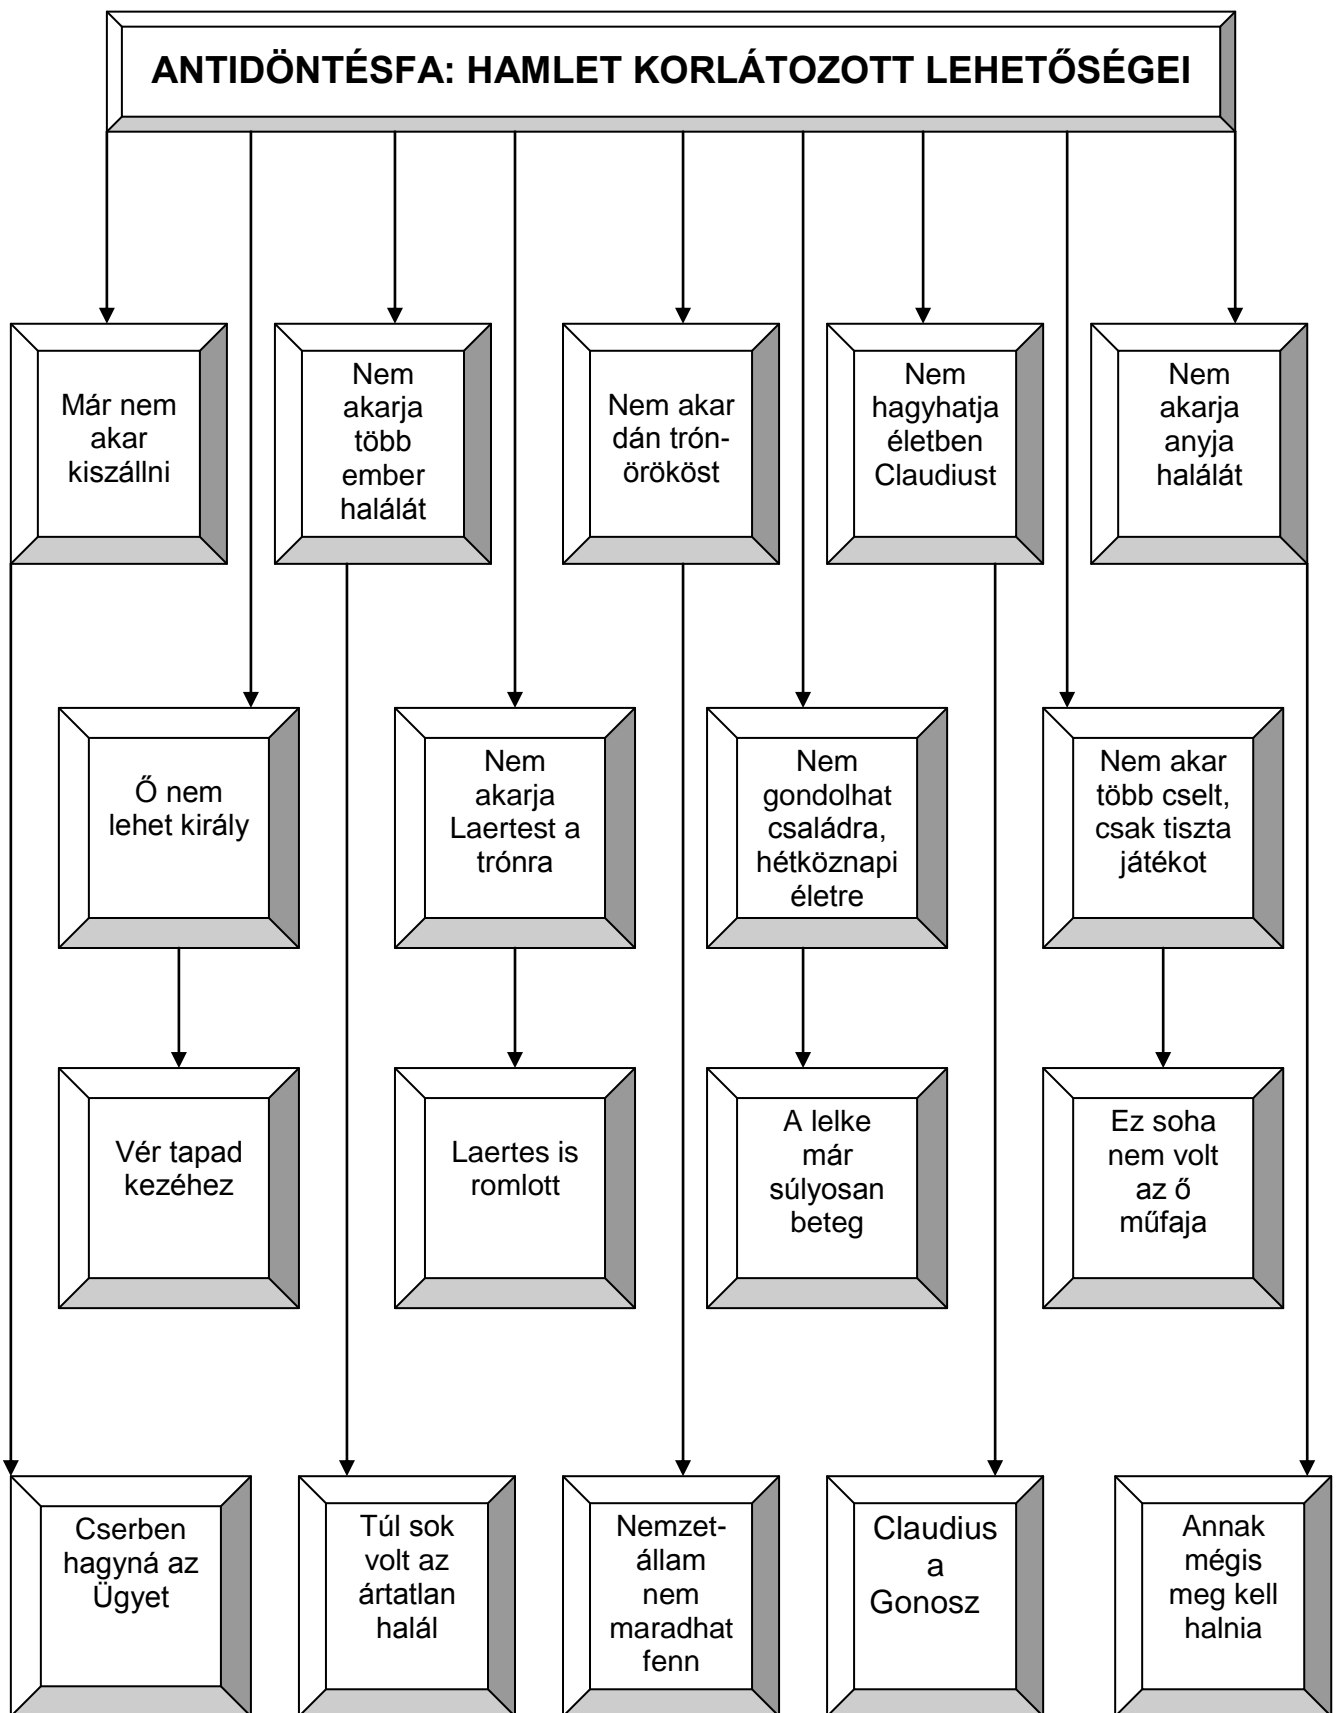 ANTIDÖNTÉSFA: HAMLET KORLÁTOZOTT LEHETŐSÉGEI
Már nem
akar
kiszállni
Nem
akarja
több
ember
halálát
Nem akar
dán trón-
örököst
Nem
hagyhatja
életben
Claudiust
Nem
akarja
anyja
halálát
Ő nem
lehet király
Nem
akarja
Laertest a
trónra
Nem
gondolhat
családra,
hétköznapi
életre
Nem akar
több cselt,
csak tiszta
játékot
Vér tapad
kezéhez
Laertes is
romlott
A lelke
már
súlyosan
beteg
Ez soha
nem volt
az ő
műfaja
Cserben
hagyná az
Ügyet
Túl sok
volt az
ártatlan
halál
Nemzet-
állam
nem
maradhat
fenn
Claudius
a
Gonosz
Annak
mégis
meg kell
halnia